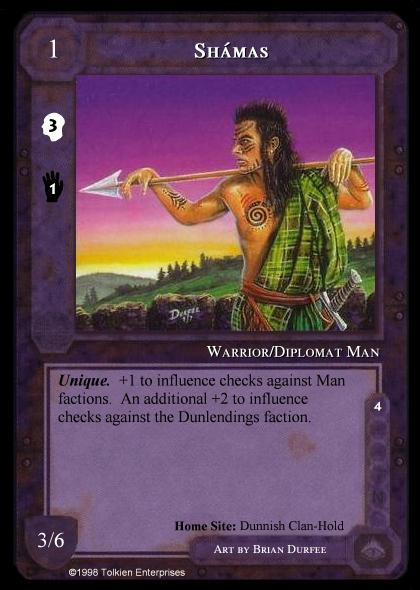 1
SHÁMAS
3
1
DURFEE
97
WARRIOR/DIPLOMAT MAN
Unique. +1 to influence checks against Man
factions. An additional +2 to influence
checks against the Dunlendings faction.
4
Home Site: Dunnish Clan-Hold
3/6
ART BY BRIAN DURFEE
©1998 Tolkien Enterprises